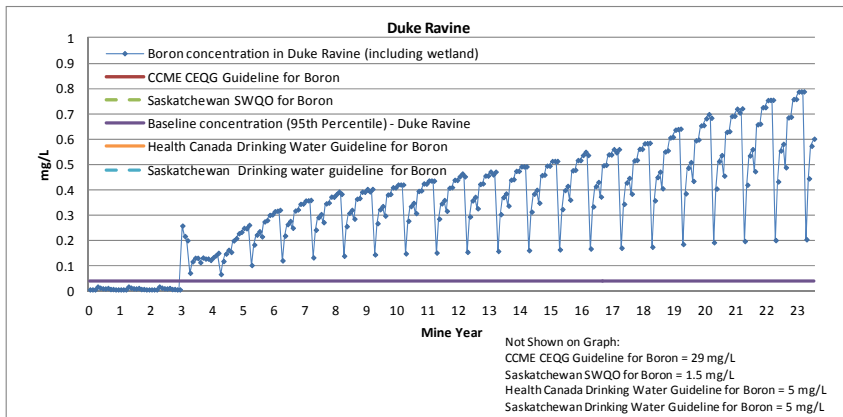 Duke Ravine
1
0.9
0.8
0.7
0.6
0.5
0.4
0.3
0.2
0.1
0
mg/L
Boron concentration in Duke Ravine (including wetland)
CCME CEQG Guideline for Boron
Saskatchewan SWQO for Boron
Baseline concentration (95th Percentile) - Duke Ravine
Health Canada Drinking Water Guideline for Boron
Saskatchewan Drinking water guideline for Boron
0 1 2 3 4 5 6 7 8 9 10 11 12 13 14 15 16 17 18 19 20 21 22 23
Mine Year
Not Shown on Graph:
CCME CEQG Guideline for Boron = 29 mg/L
Saskatchewan SWQO for Boron = 1.5 mg/L
Health Canada Drinking Water Guideline for Boron = 5 mg/L
Saskatchewan Drinking Water Guideline for Boron = 5 mg/L